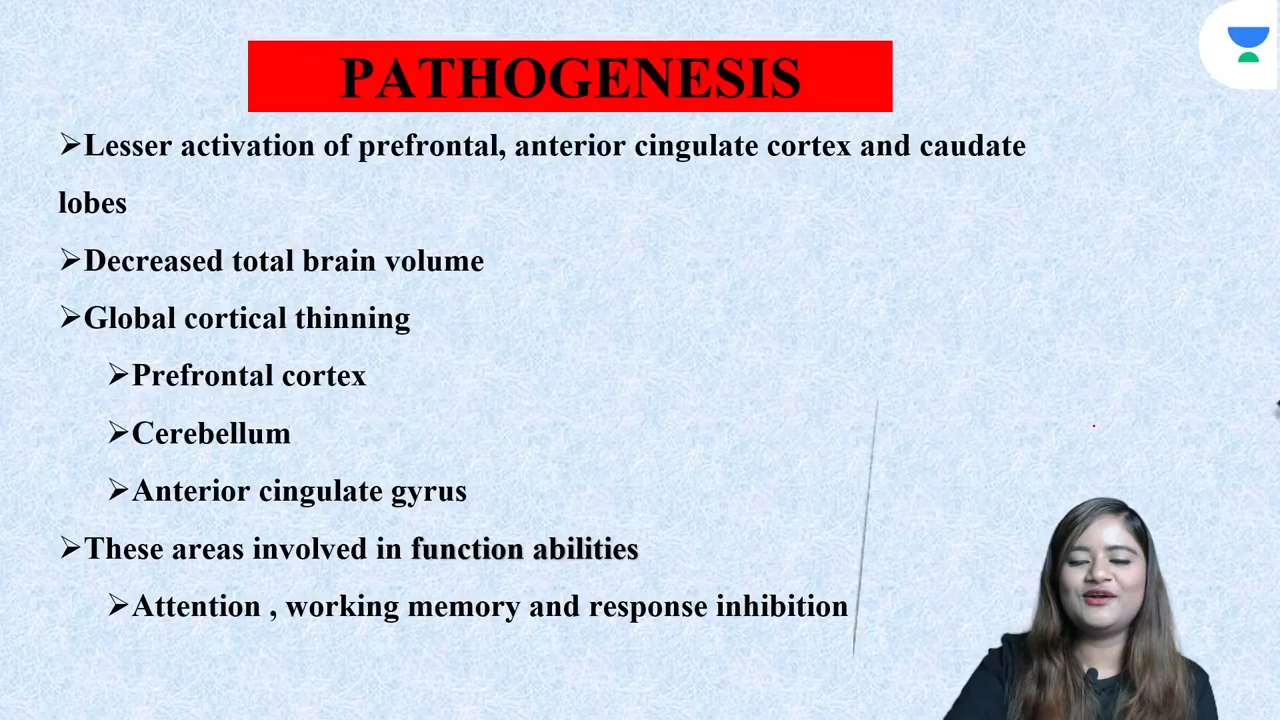 PATHOGENESIS
➢Lesser activation of prefrontal, anterior cingulate cortex and caudate
lobes
➢Decreased total brain volume
➢Global cortical thinning
➢Prefrontal cortex
➢Cerebellum
➢Anterior cingulate gyrus
➢These areas involved in function abilities
➢Attention , working memory and response inhibition